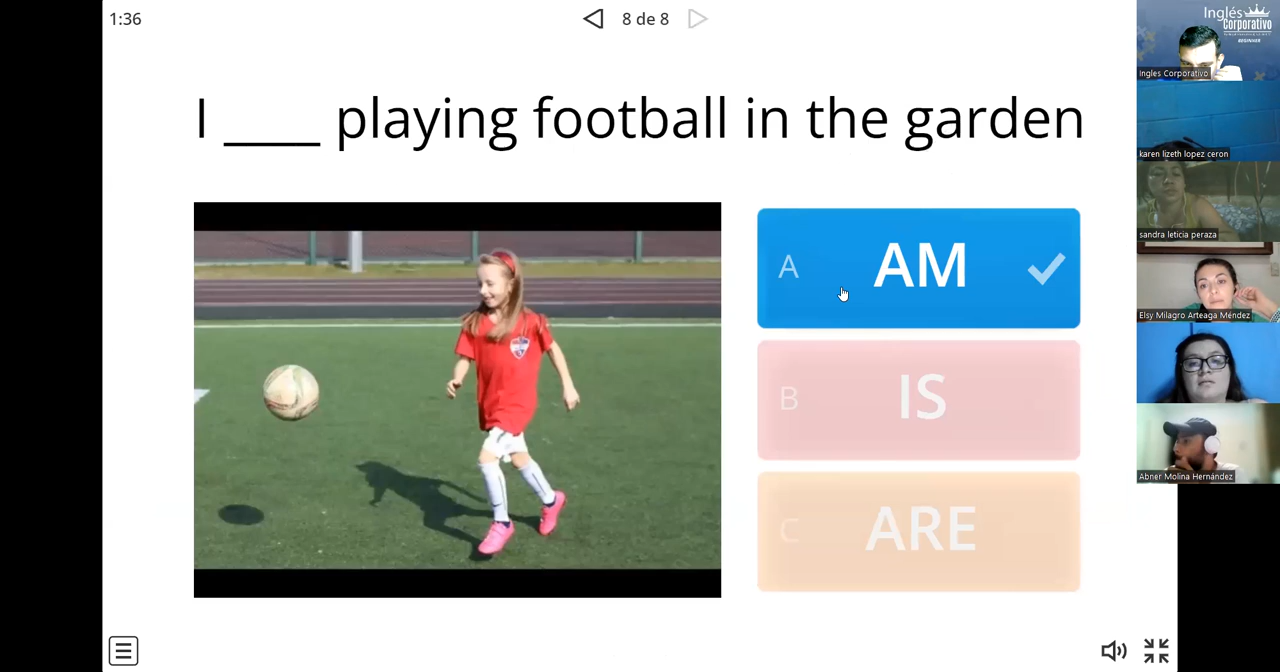 1:36
8 de 8
I ____ playing football in the garden
A AM
B IS
C ARE
Inglés
Corporativo
BEGINNER
Ingles Corporativo
karen lizeth lopez ceron
sandra leticia peraza
Elsy Milagro Arteaga Méndez
Abner Molina Hernández